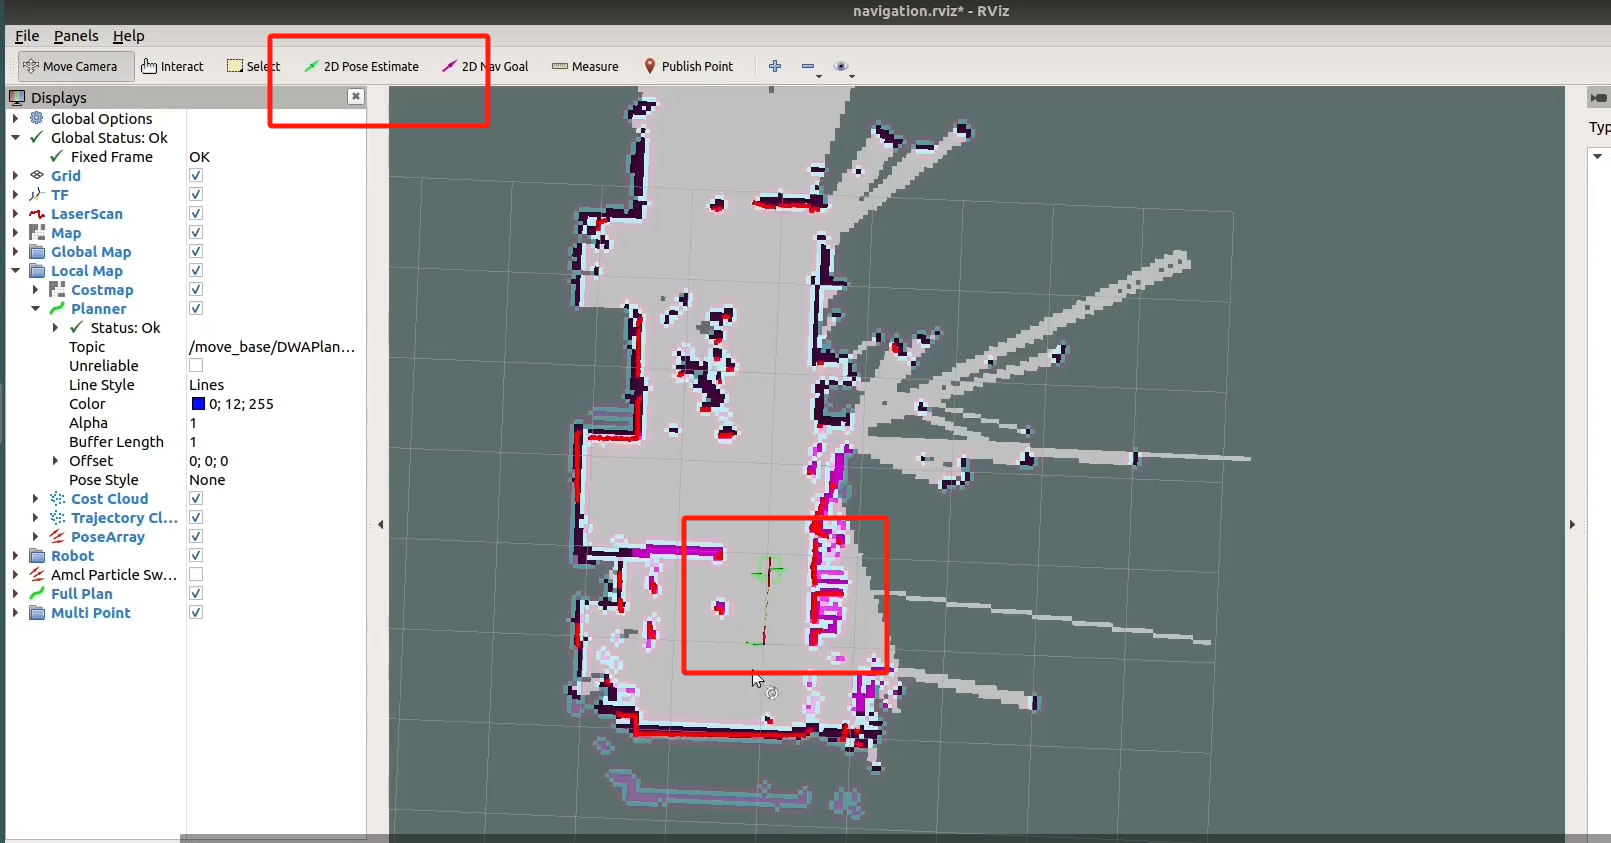 navigation.rviz* - RViz
File Panels Help
Move Camera Interact Select 2D Pose Estimate 2D Nav Goal Measure Publish Point
Displays
Global Options
Global Status: Ok
Fixed Frame OK
Grid
TF
LaserScan
Map
Global Map
Local Map
Costmap
Planner
Status: Ok
Topic /move_base/DWAPlan...
Unreliable
Line Style Lines
Color 0; 12; 255
Alpha 1
Buffer Length 1
Offset 0; 0; 0
Pose Style None
Cost Cloud
Trajectory Cl...
PoseArray
Robot
Amcl Particle Sw...
Full Plan
Multi Point
Typ